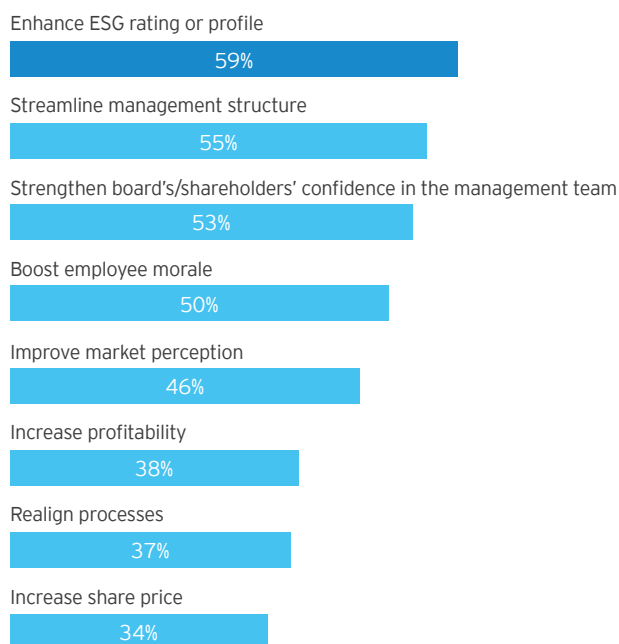 Enhance ESG rating or profile
59%
Streamline management structure
55%
Strengthen board’s/shareholders’ confidence in the management team
53%
Boost employee morale
50%
Improve market perception
46%
Increase profitability
38%
Realign processes
37%
Increase share price
34%